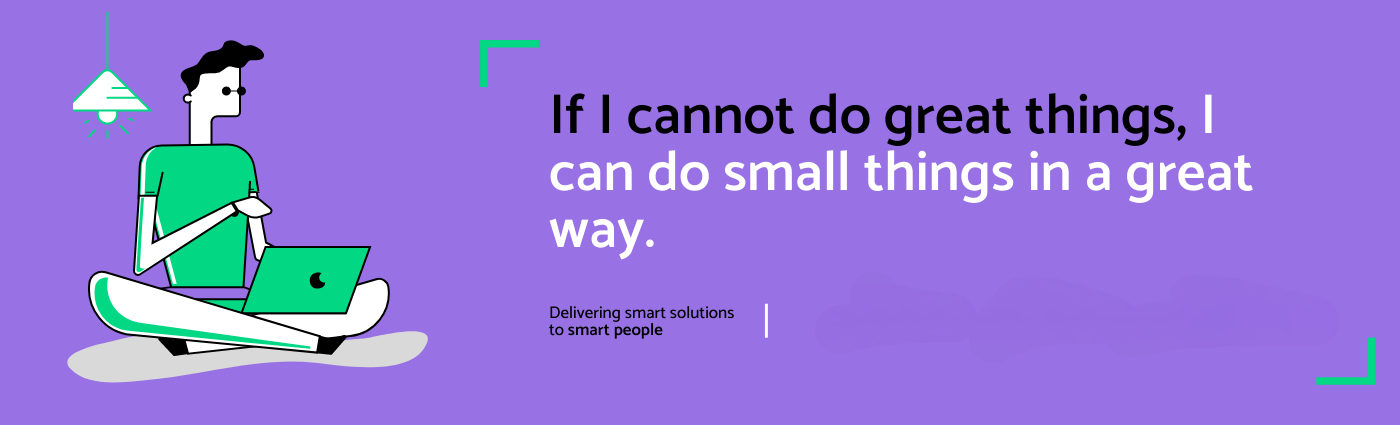 If I cannot do great things, I
can do small things in a great
way.
Delivering smart solutions
to smart people